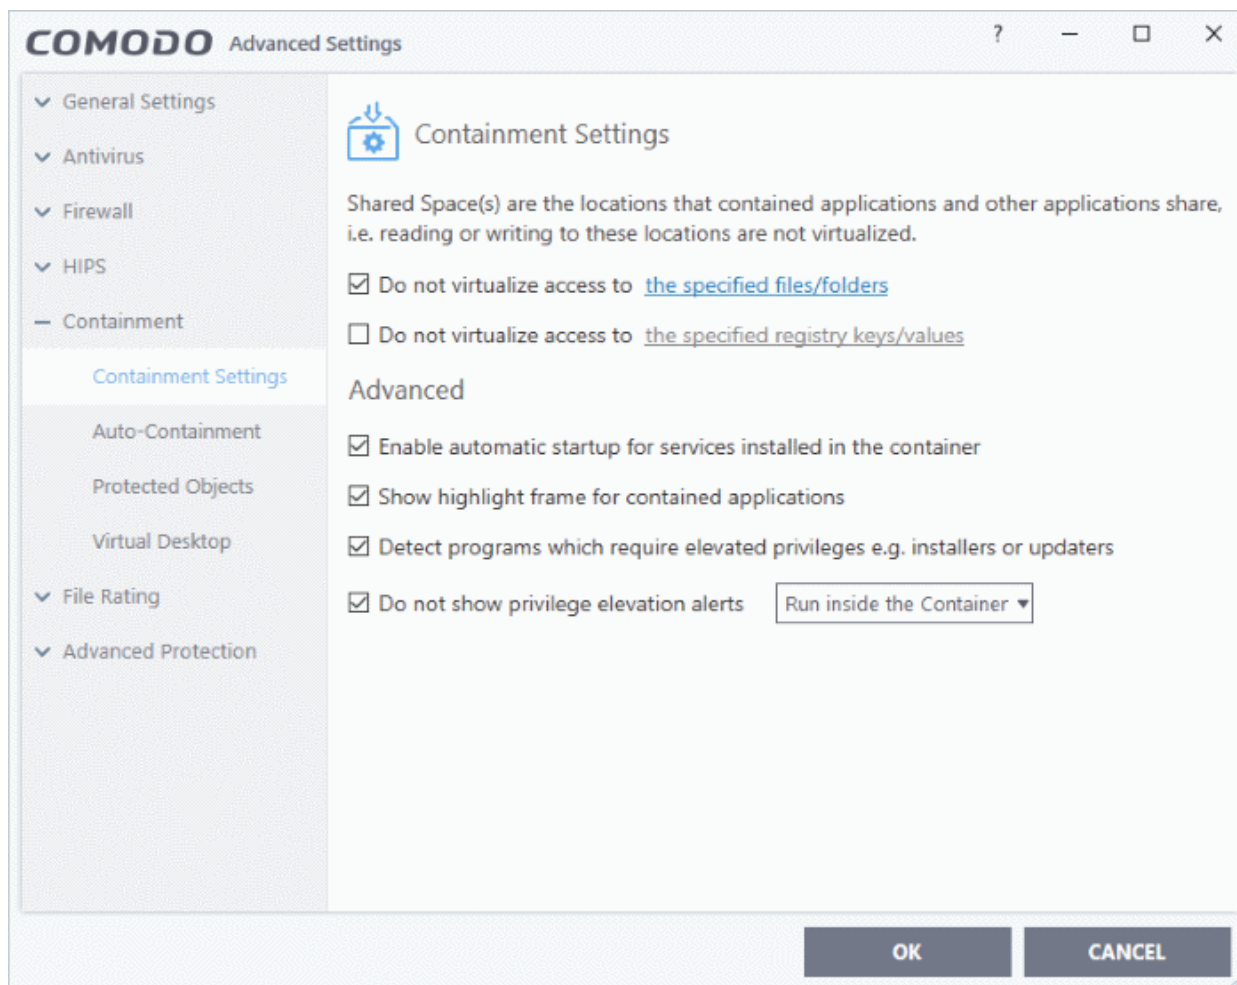 COMODO Advanced Settings ?
General Settings
Antivirus
Firewall
HIPS
Containment
Containment Settings
Auto-Containment
Protected Objects
Virtual Desktop
File Rating
Advanced Protection
Containment Settings
Shared Space(s) are the locations that contained applications and other applications share,
i.e. reading or writing to these locations are not virtualized.
Do not virtualize access to the specified files/folders
Do not virtualize access to the specified registry keys/values
Advanced
Enable automatic startup for services installed in the container
Show highlight frame for contained applications
Detect programs which require elevated privileges e.g. installers or updaters
Do not show privilege elevation alerts Run inside the Container
OK CANCEL